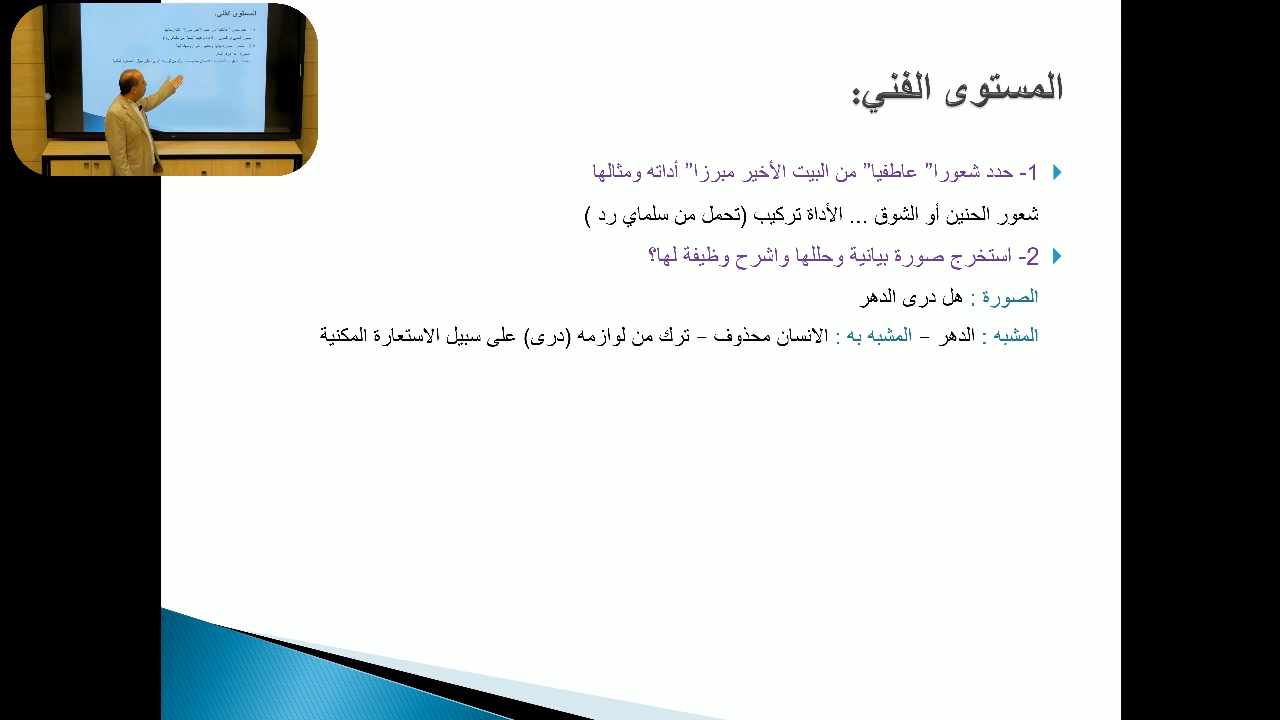 المستوى الفني:
1- حدد شعورا" عاطفيا" من البيت الأخير مبرزا" أداته ومثالها
شعور الحنين أو الشوق ... الأداة تركيب (تحمل من سلماي رد )
2- استخرج صورة بيانية وحللها واشرح وظيفة لها؟
الصورة : هل درى الدهر
المشبه : الدهر – المشبه به : الانسان محذوف – ترك من لوازمه (درى) على سبيل الاستعارة المكنية